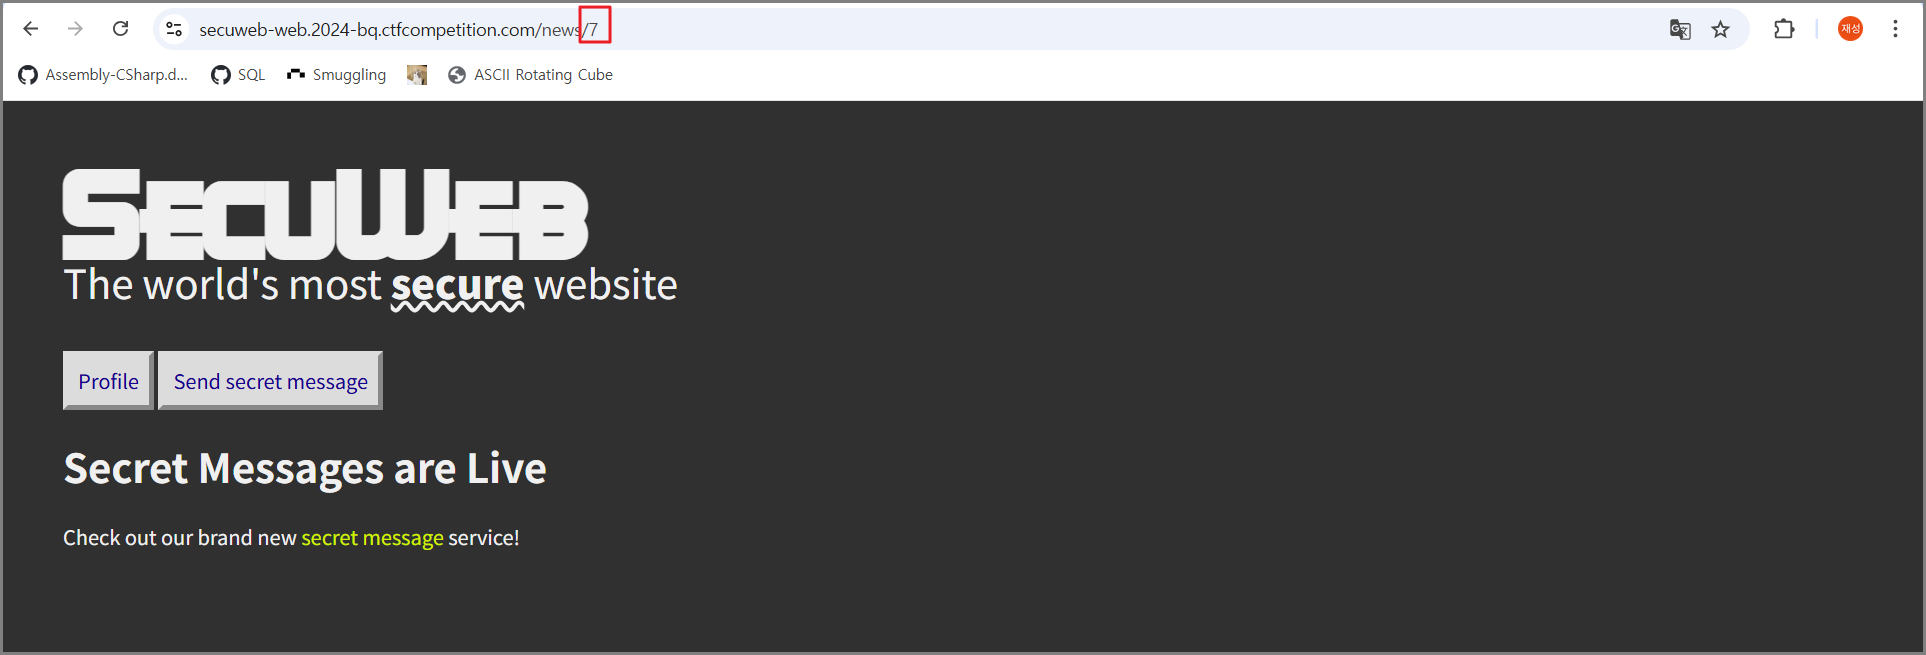 secuweb-web.2024-bq.ctfcompetition.com/news/7
재성
Assembly-CSharp.d... SQL Smuggling ASCII Rotating Cube
SecuWeb
The world's most secure website
Profile Send secret message
Secret Messages are Live
Check out our brand new secret message service!